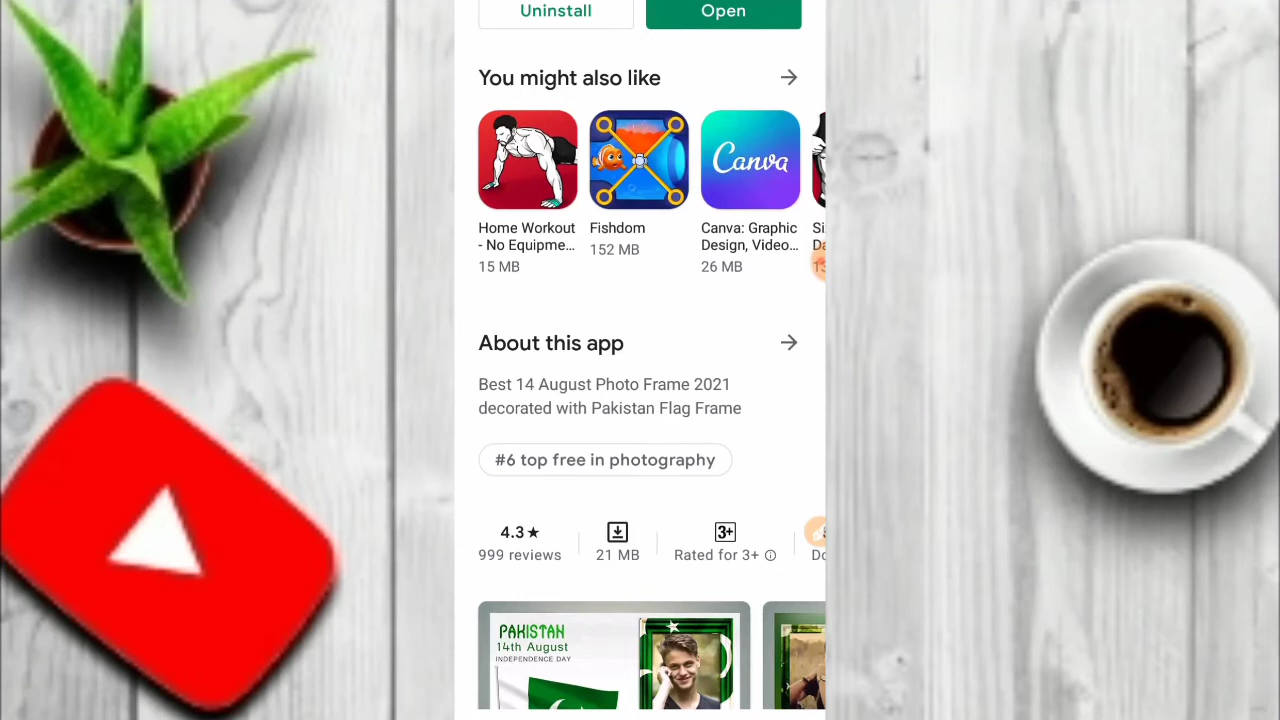 Uninstall
Open
You might also like
Canva
Home Workout
- No Equipme...
15 MB
Fishdom
152 MB
Canva: Graphic
Design, Video...
26 MB
Si
About this app
Best 14 August Photo Frame 2021
decorated with Pakistan Flag Frame
#6 top free in photography
4.3★
999 reviews
21 MB
3+
Rated for 3+
PAKISTAN
14th August
INDEPENDENCE DAY